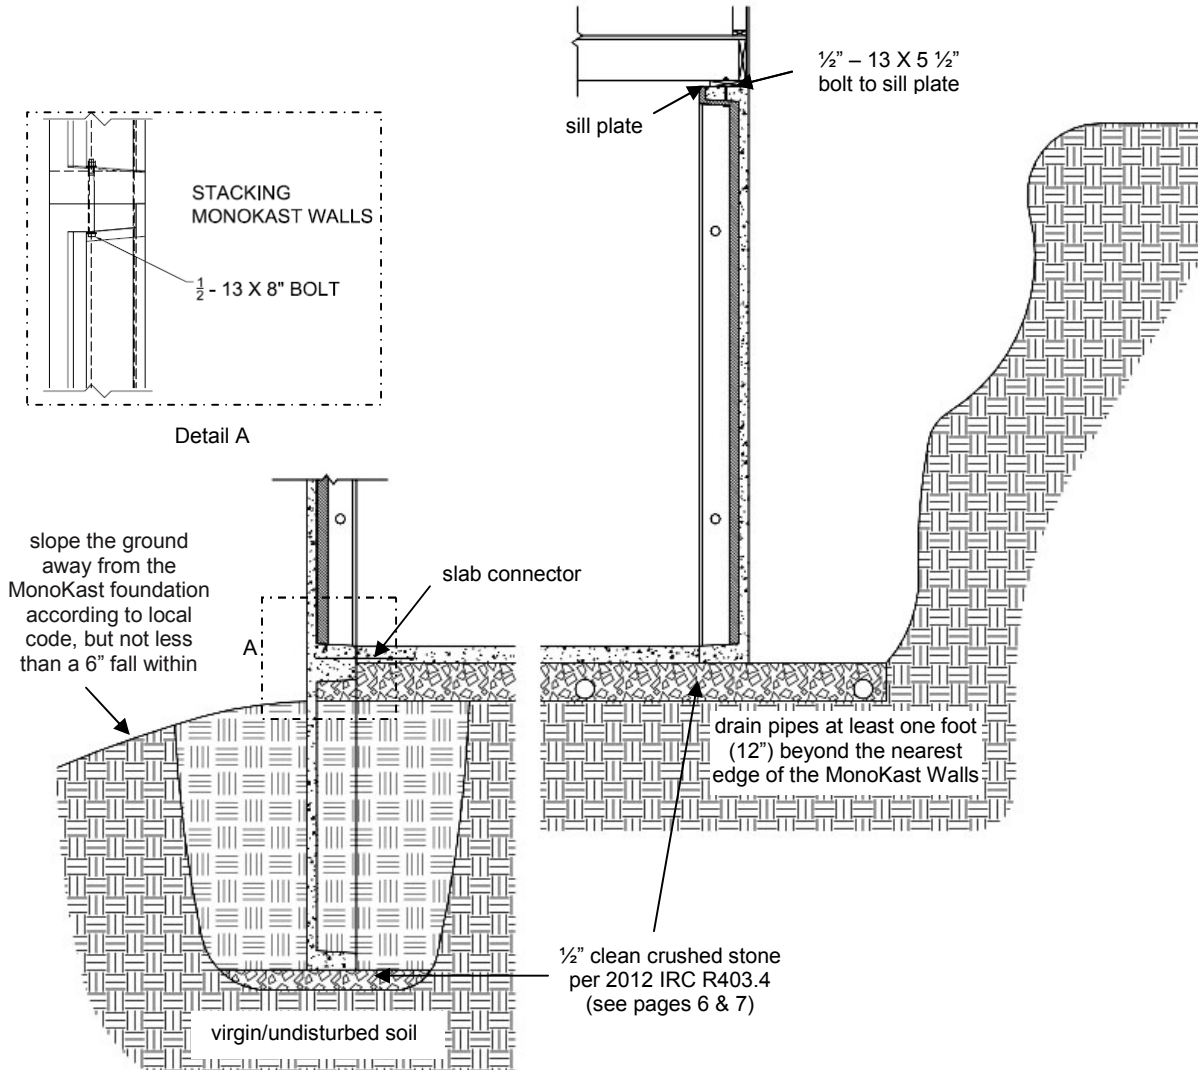 ½” – 13 X 5 ½”
bolt to sill plate
sill plate
STACKING
MONOKAST WALLS
½ - 13 X 8" BOLT
Detail A
slope the ground
away from the
MonoKast foundation
according to local
code, but not less
than a 6” fall within
slab connector
A
drain pipes at least one foot
(12”) beyond the nearest
edge of the MonoKast Walls
½” clean crushed stone
per 2012 IRC R403.4
(see pages 6 & 7)
virgin/undisturbed soil